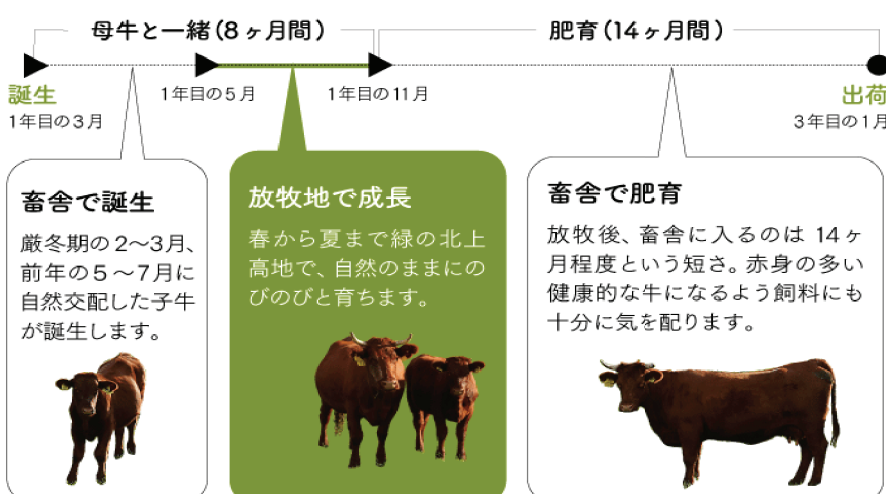 母牛と一緒(8ヶ月間)
肥育(14ヶ月間)
誕生
1年目の3月
1年目の5月
1年目の11月
出荷
3年目の1月
畜舎で誕生
厳冬期の2〜3月、
前年の5〜7月に
自然交配した子牛
が誕生します。
放牧地で成長
春から夏まで緑の北上
高地で、自然のままにの
びのびと育ちます。
畜舎で肥育
放牧後、畜舎に入るのは 14ヶ
月程度という短さ。赤身の多い
健康的な牛になるよう飼料にも
十分に気を配ります。